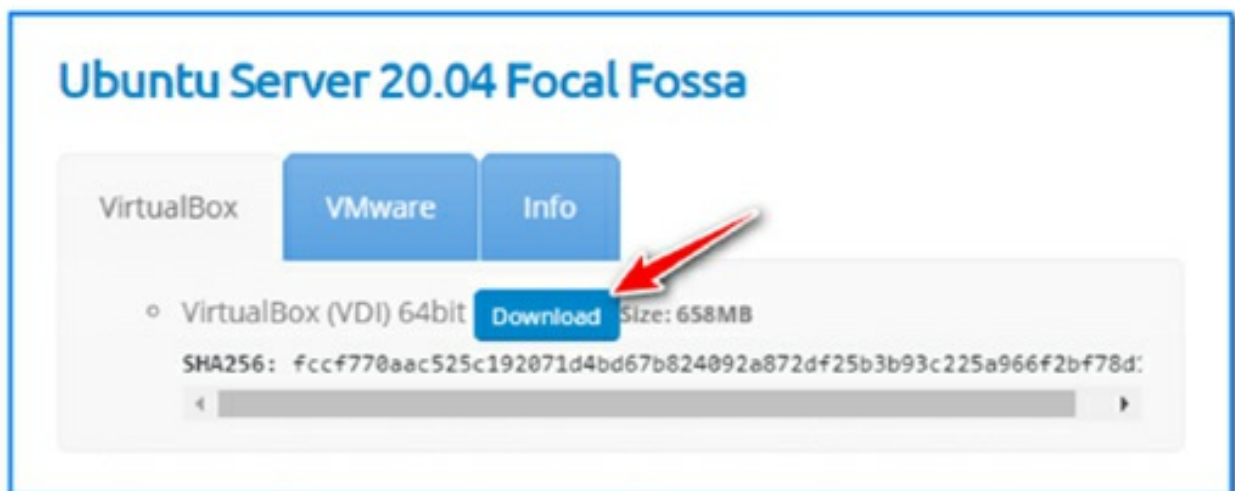 Ubuntu Server 20.04 Focal Fossa
VirtualBox VMware Info
VirtualBox (VDI) 64bit Download Size: 658MB
SHA256: fccf770aac525c192071d4bd67b824092a872df25b3b93c225a966f2bf78d